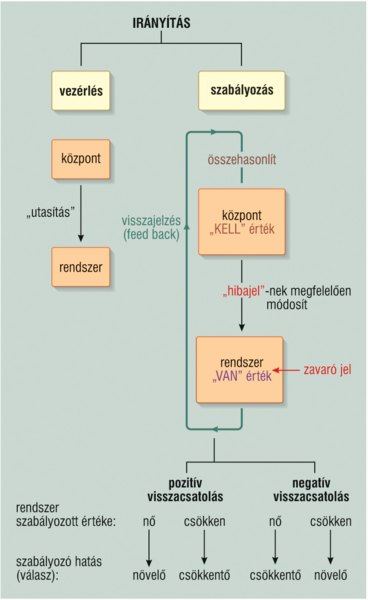 IRÁNYÍTÁS
vezérlés
szabályozás
központ
„utasítás”
rendszer
összehasonlít
visszajelzés
(feed back)
központ
„KELL” érték
„hibajel”-nek megfelelően
módosít
rendszer
„VAN” érték
zavaró jel
pozitív
visszacsatolás
negatív
visszacsatolás
rendszer
szabályozott értéke: nő csökken nő csökken
szabályozó hatás
(válasz): növelő csökkentő csökkentő növelő